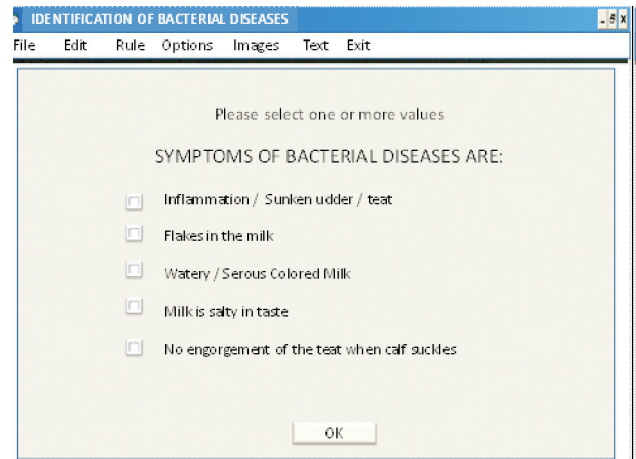 IDENTIFICATION OF BACTERIAL DISEASES
File Edit Rule Options Images Text Exit
Please select one or more values
SYMPTOMS OF BACTERIAL DISEASES ARE:
Inflammation / Sunken udder / teat
Flakes in the milk
Watery / Serous Colored Milk
Milk is salty in taste
No engorgement of the teat when calf suckles
OK